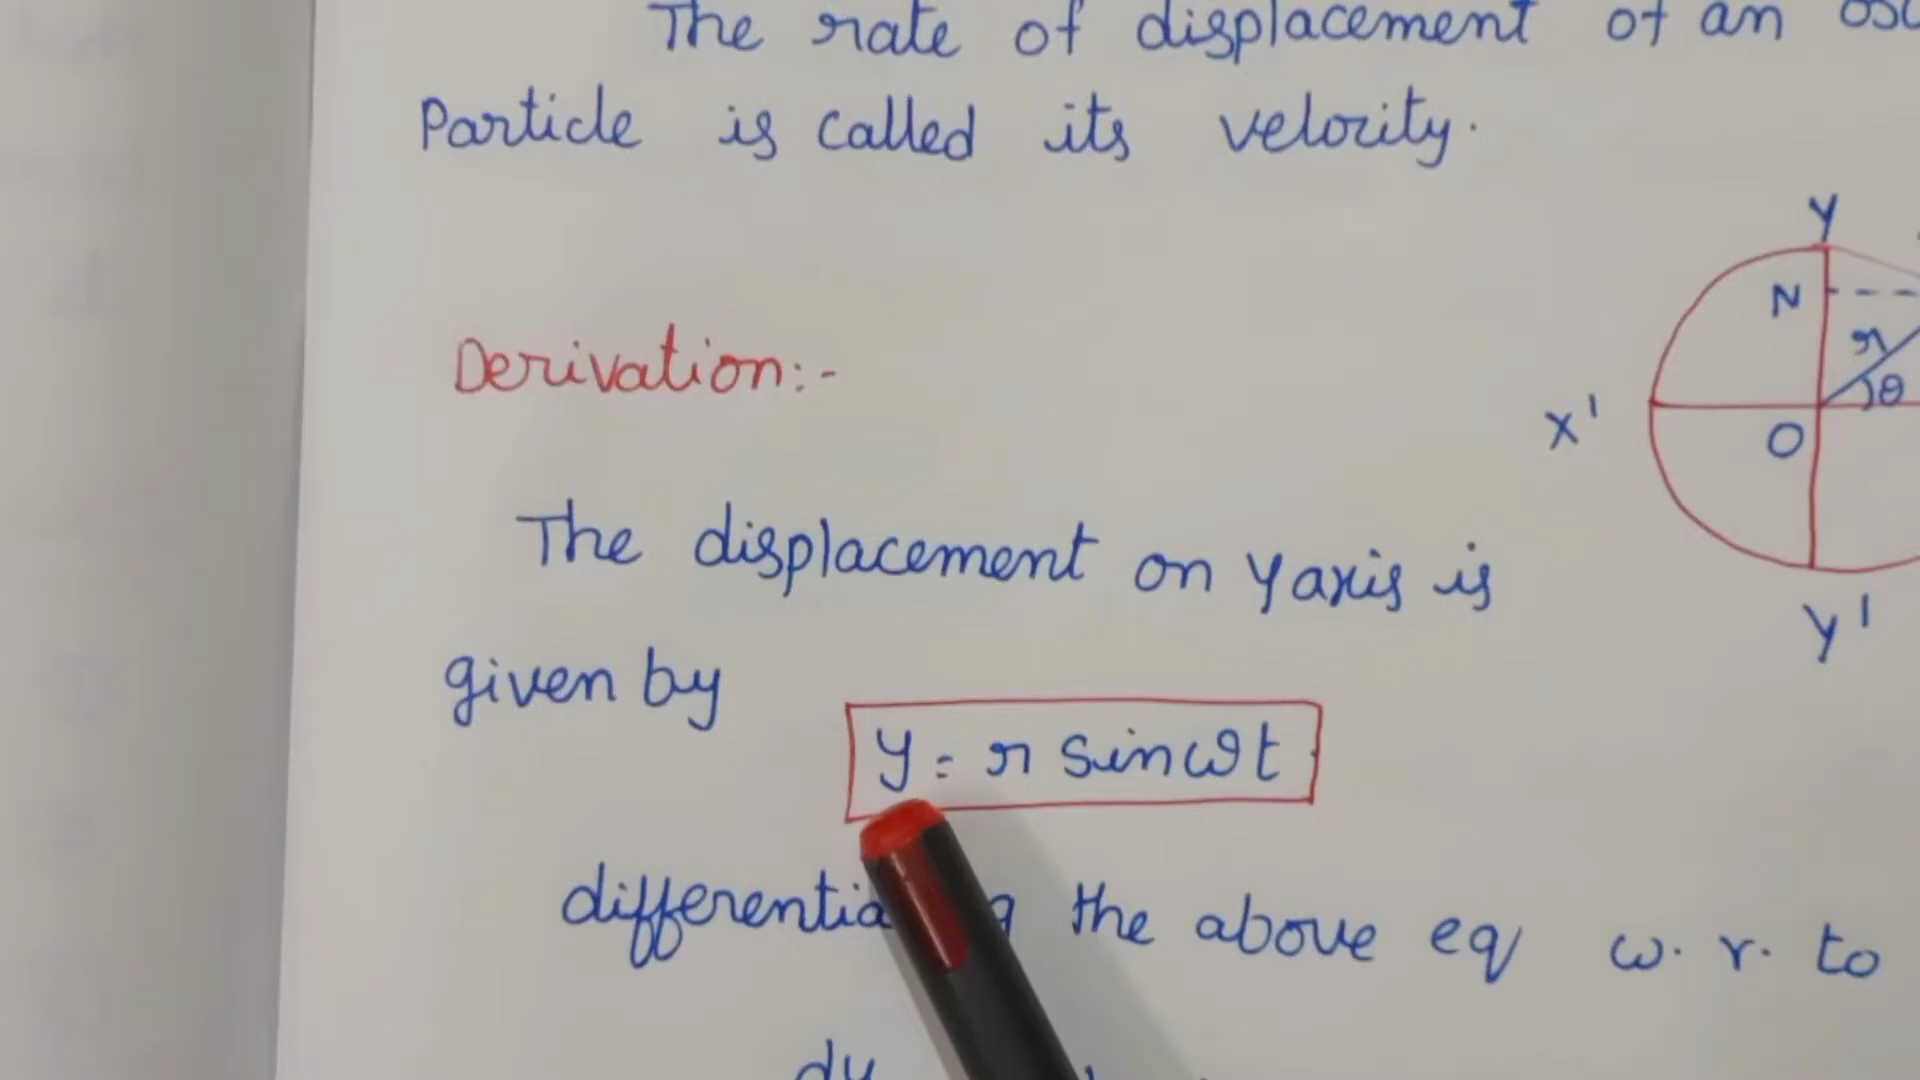 The rate of displacement of an
Particle is called its velocity.
Y
N
r
θ
X'
O
Y'
Derivation:-
The displacement on Y axis is
given by
y = r sin ωt
the above eq w. r. to
dy